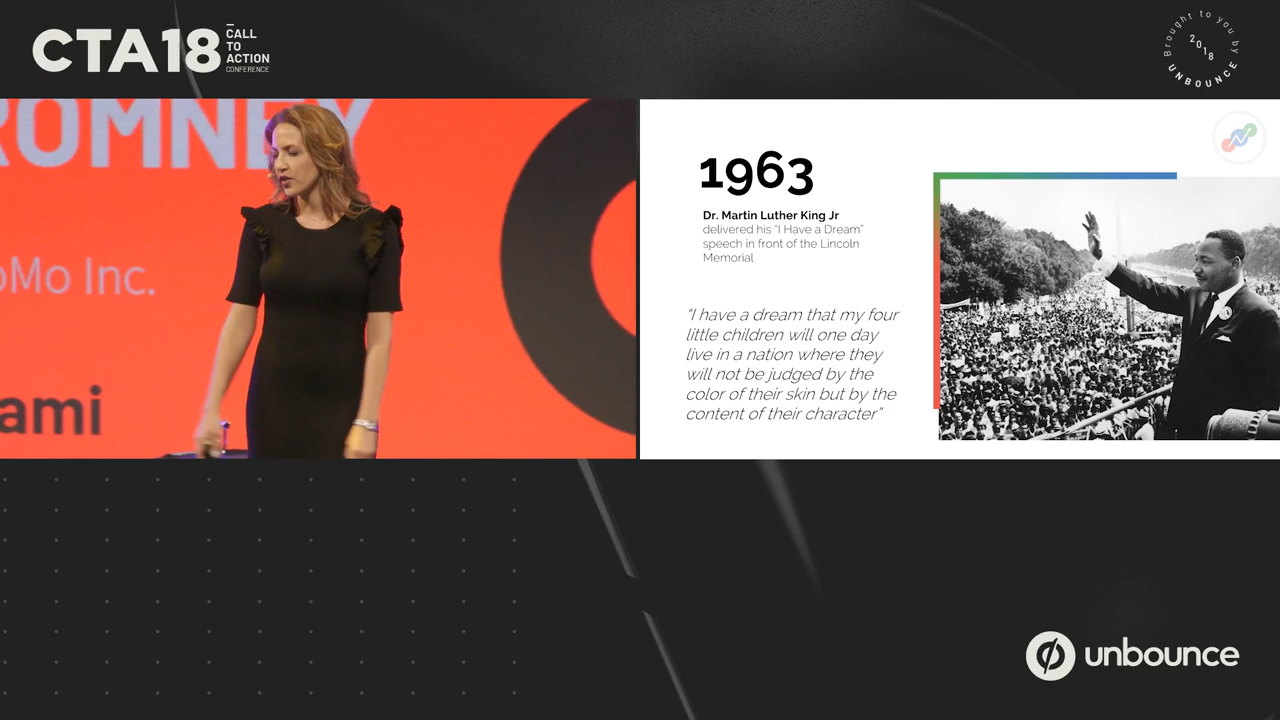 CTA18
CALL
TO
ACTION
CONFERENCE
Brought to you by
2018
UNBOUNCE
ROMNEY
oMo Inc.
ami
1963
Dr. Martin Luther King Jr
delivered his "I Have a Dream"
speech in front of the Lincoln
Memorial
"I have a dream that my four
little children will one day
live in a nation where they
will not be judged by the
color of their skin but by the
content of their character"
unbounce